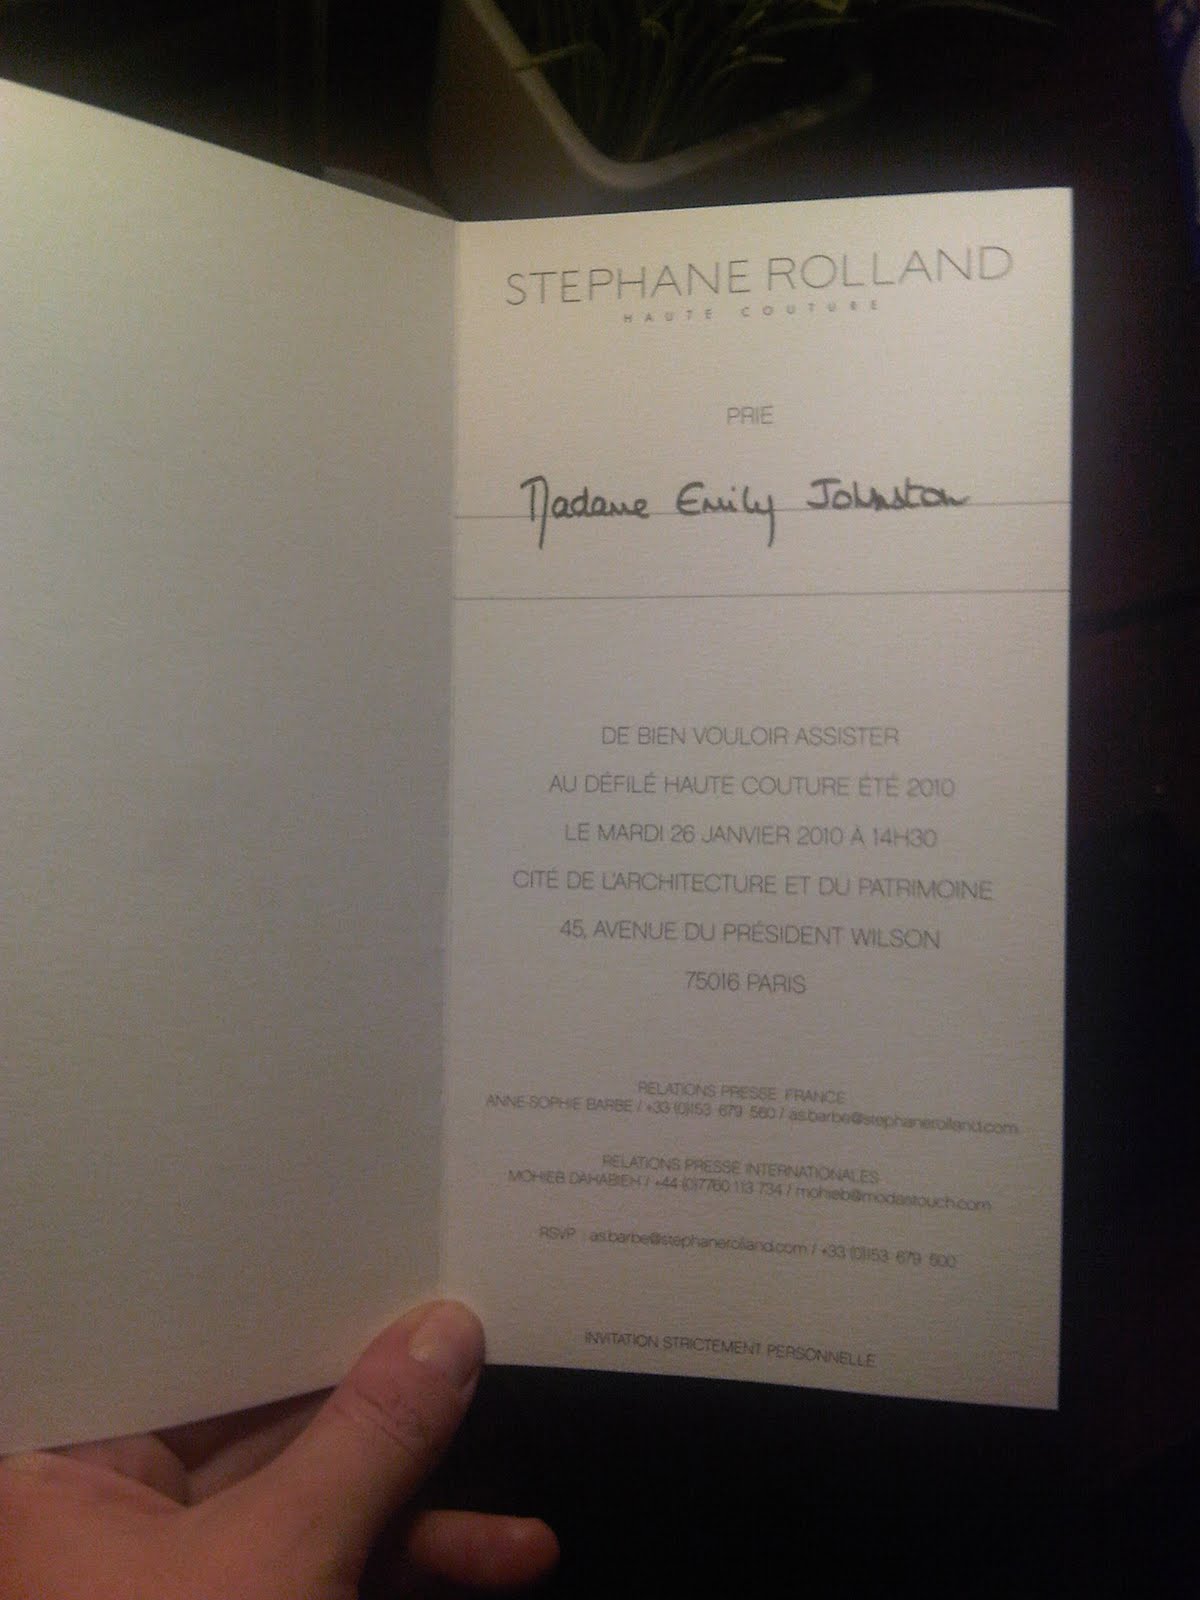 STEPHANE ROLLAND
HAUTE COUTURE
PRIE
Madame Emily Johnston
DE BIEN VOULOIR ASSISTER
AU DÉFILÉ HAUTE COUTURE ÉTÉ 2010
LE MARDI 26 JANVIER 2010 À 14H30
CITÉ DE L'ARCHITECTURE ET DU PATRIMOINE
45, AVENUE DU PRÉSIDENT WILSON
75016 PARIS
RELATIONS PRESSE FRANCE
ANNE-SOPHIE BARBE / +33 (0)153 679 560 / as.barbe@stephanerolland.com
RELATIONS PRESSE INTERNATIONALES
MOHIEB DAHABIEH / +44 (0)7760 113 734 / mohieb@modastouch.com
RSVP : as.barbe@stephanerolland.com / +33 (0)153 679 500
INVITATION STRICTEMENT PERSONNELLE